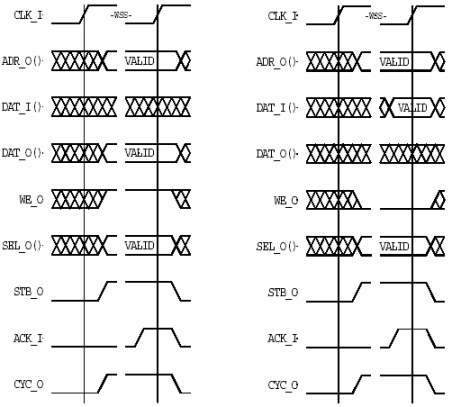 CLK_I -WSS- CLK_I -WSS-
ADR_O() VALID ADR_O() VALID
DAT_I() DAT_I() VALID
DAT_O() VALID DAT_O()
WE_O WE_O
SEL_O() VALID SEL_O() VALID
STB_O STB_O
ACK_I ACK_I
CYC_O CYC_O